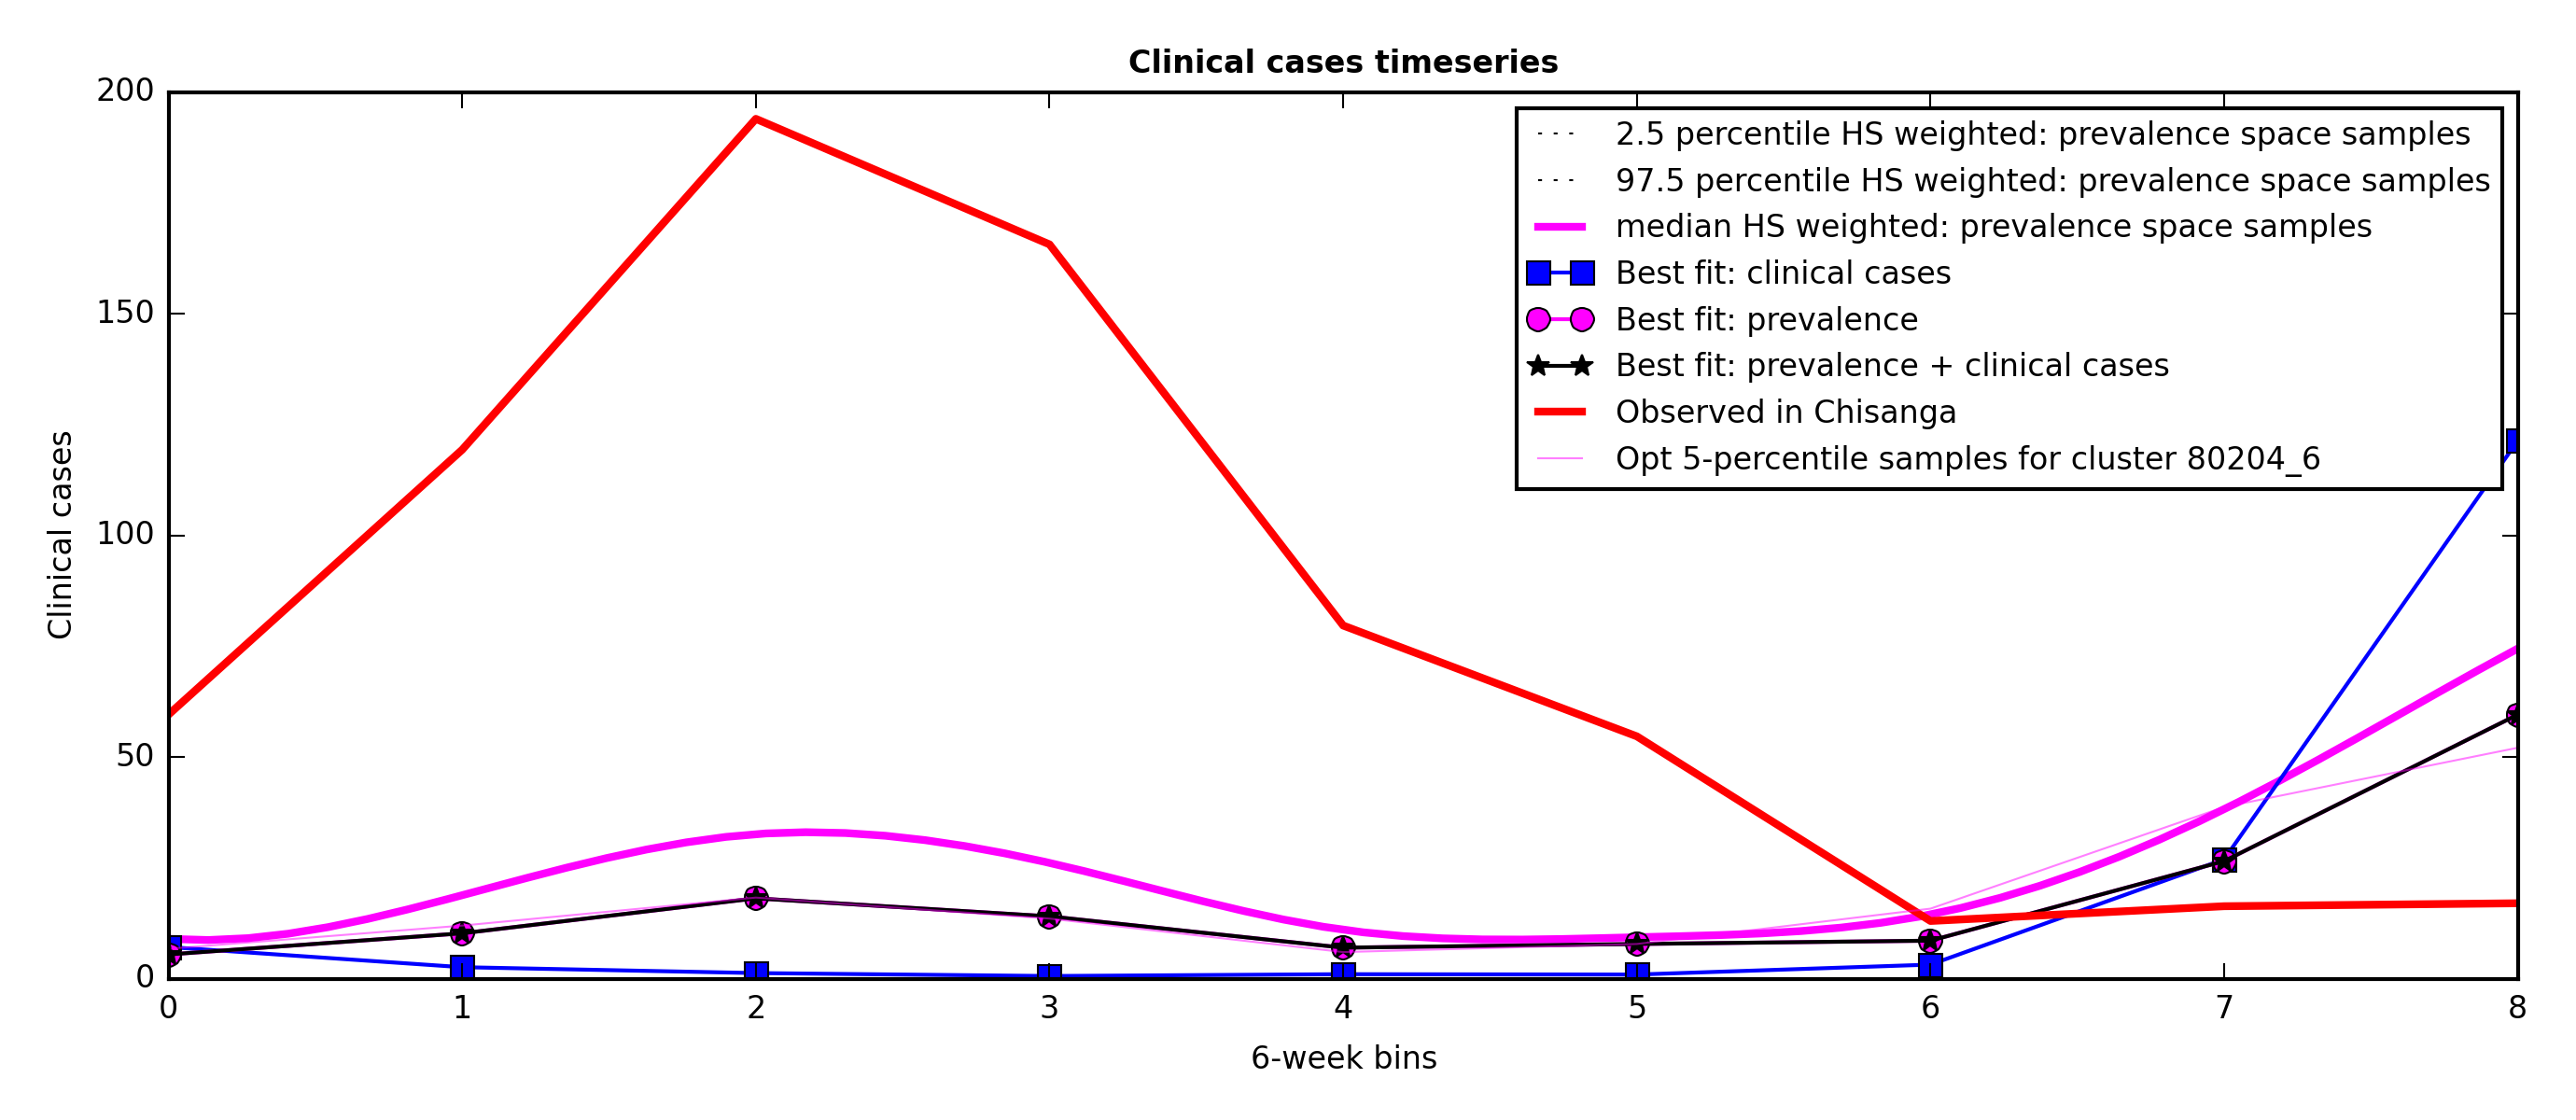 Clinical cases timeseries
200
150
100
50
0
Clinical cases
2.5 percentile HS weighted: prevalence space samples
97.5 percentile HS weighted: prevalence space samples
median HS weighted: prevalence space samples
Best fit: clinical cases
Best fit: prevalence
Best fit: prevalence + clinical cases
Observed in Chisanga
Opt 5-percentile samples for cluster 80204_6
0 1 2 3 4 5 6 7 8
6-week bins